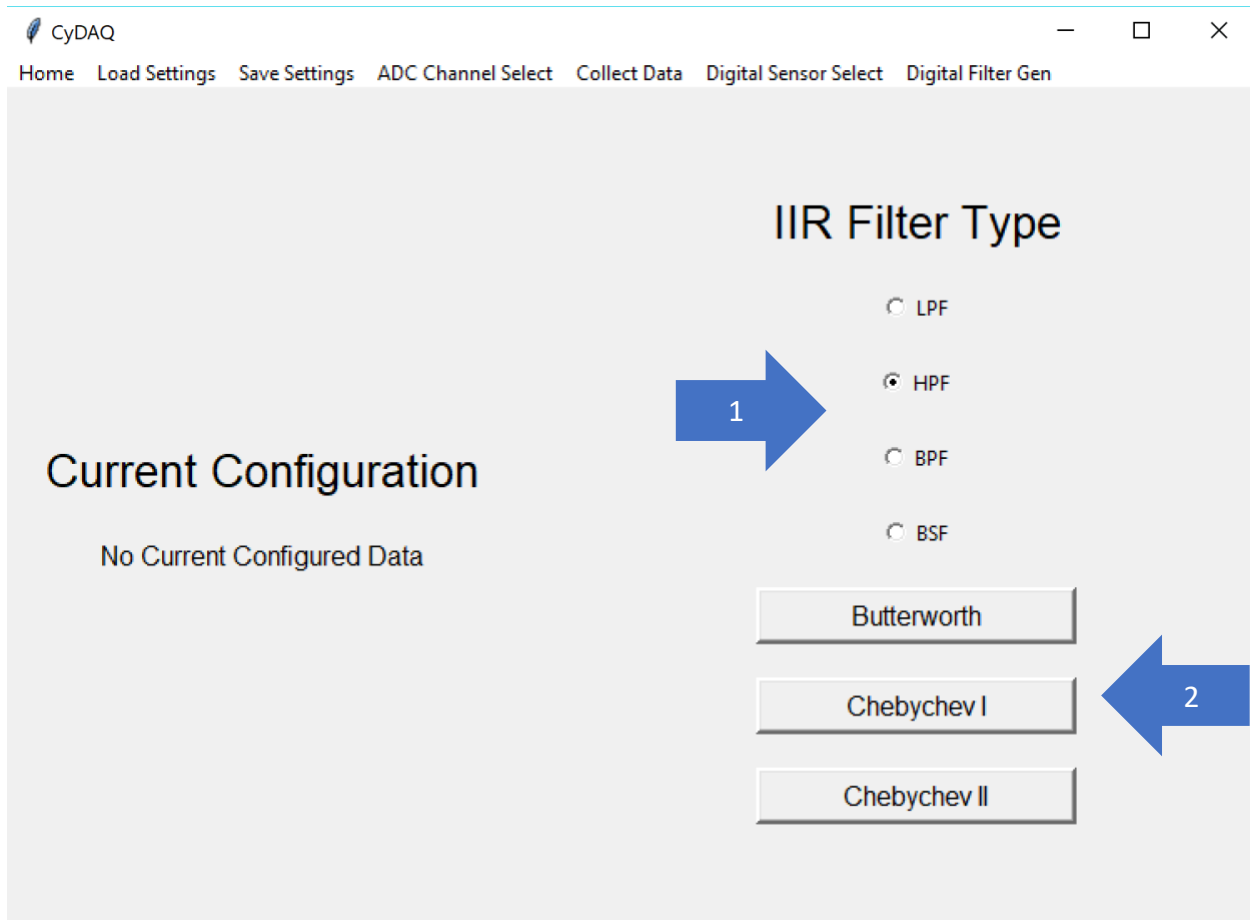 CyDAQ
Home Load Settings Save Settings ADC Channel Select Collect Data Digital Sensor Select Digital Filter Gen
IIR Filter Type
LPF
HPF
1
BPF
BSF
Current Configuration
No Current Configured Data
Butterworth
Chebychev I
2
Chebychev II